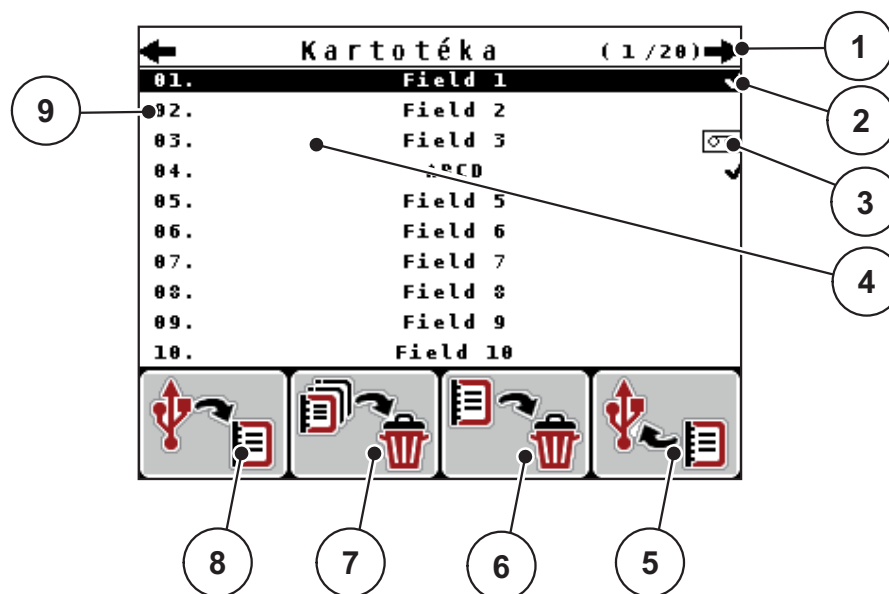 Kartotéka (1/20)
01. Field 1
02. Field 2
03. Field 3
04. ABCD
05. Field 5
06. Field 6
07. Field 7
08. Field 8
09. Field 9
10. Field 10
1
2
3
4
5
6
7
8
9